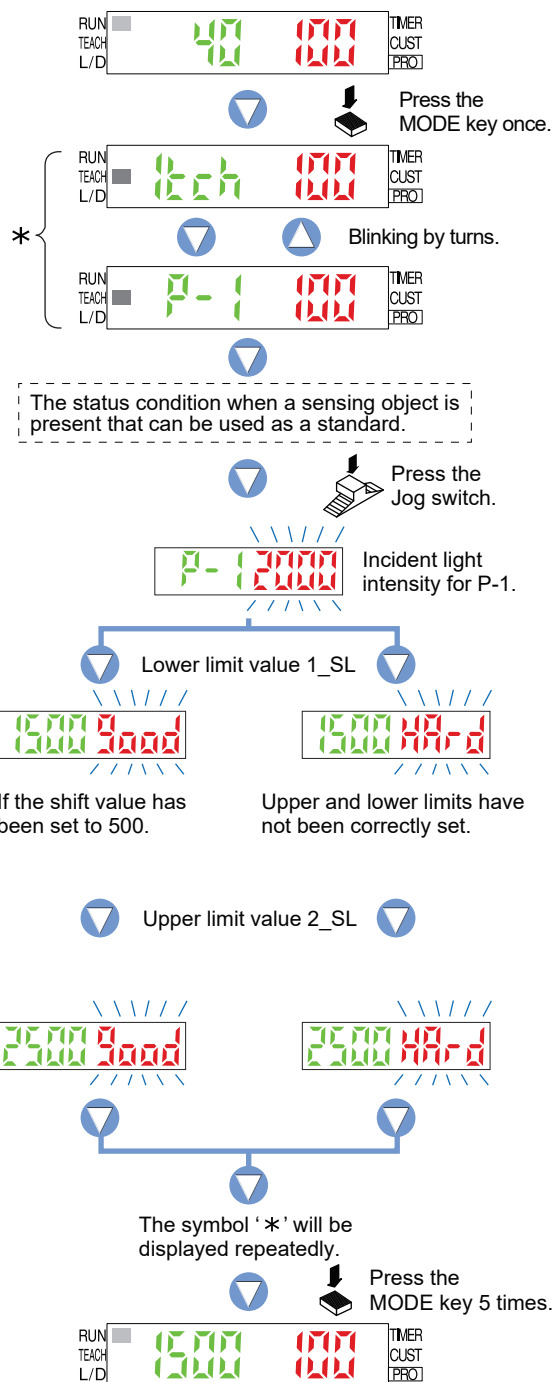 RUN 40 100 TIMER
TEACH CUST
L/D PRO
Press the
MODE key once.
RUN 1tch 100 TIMER
TEACH CUST
L/D PRO
* Blinking by turns.
RUN P-1 100 TIMER
TEACH CUST
L/D PRO
The status condition when a sensing object is
present that can be used as a standard.
Press the
Jog switch.
P-1 2000
Incident light
intensity for P-1.
Lower limit value 1_SL
1500 good
1500 HArd
If the shift value has
been set to 500.
Upper and lower limits have
not been correctly set.
Upper limit value 2_SL
2500 good
2500 HArd
The symbol ‘*’ will be
displayed repeatedly.
Press the
MODE key 5 times.
RUN 1500 100 TIMER
TEACH CUST
L/D PRO